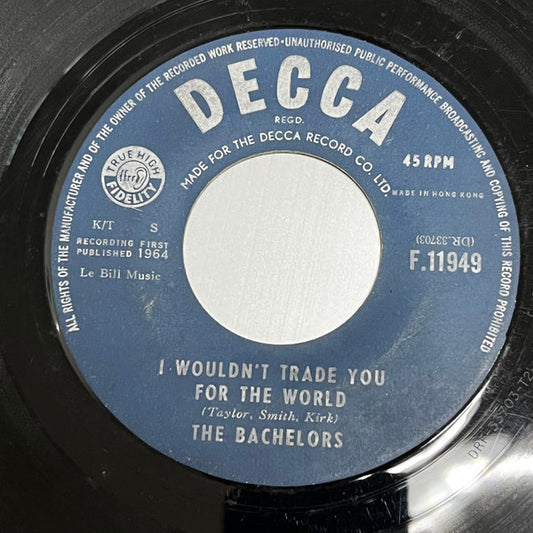 ALL RIGHTS OF THE MANUFACTURER AND OF THE OWNER OF THE RECORDED WORK RESERVED·UNAUTHORISED PUBLIC PERFORMANCE BROADCASTING AND COPYING OF THIS RECORD PROHIBITED
DECCA
REGD.
MADE FOR THE DECCA RECORD CO. LTD.
45 RPM
TRUE HIGH
ffrr
FIDELITY
MADE IN HONG KONG
K/T S
RECORDING FIRST
PUBLISHED 1964
Le Bill Music
(DR.33703)
F.11949
I WOULDN'T TRADE YOU
FOR THE WORLD
(Taylor, Smith, Kirk)
THE BACHELORS